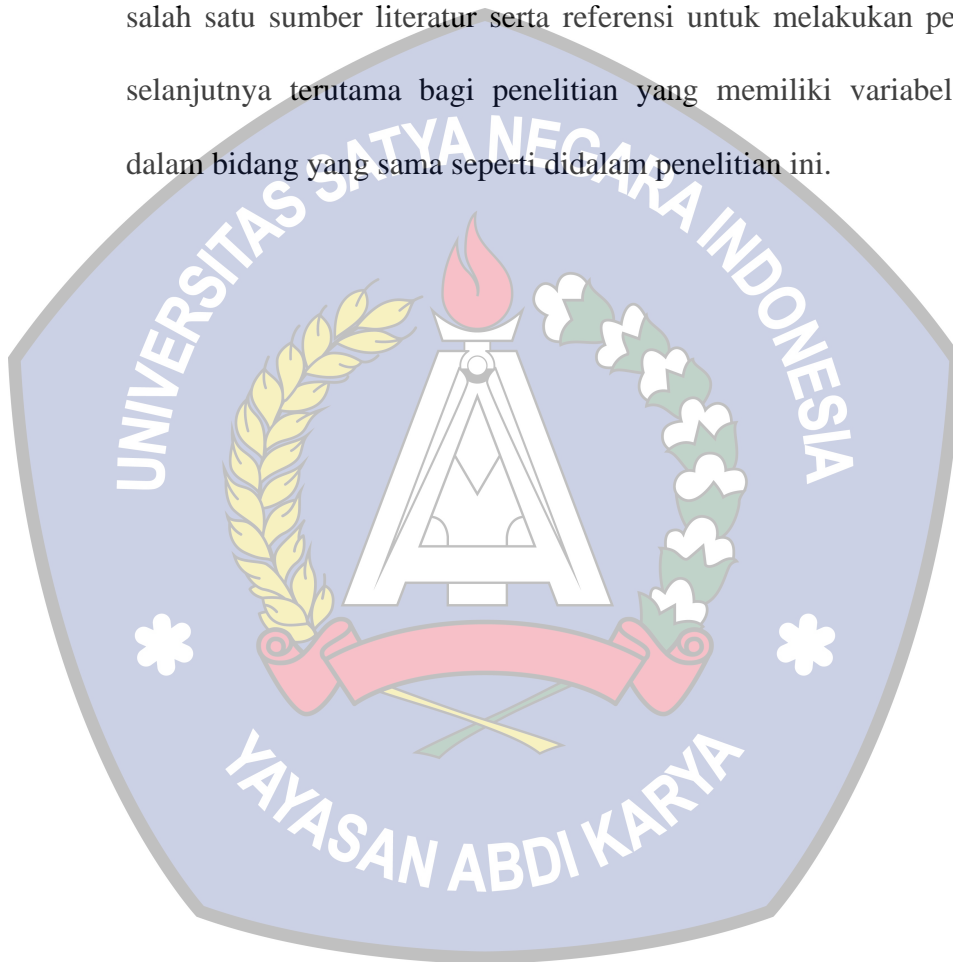 salah satu sumber literatur serta referensi untuk melakukan pe
selanjutnya terutama bagi penelitian yang memiliki variabel
dalam bidang yang sama seperti didalam penelitian ini.
UNIVERSITAS SATYA NEGARA INDONESIA
YAYASAN ABDI KARYA